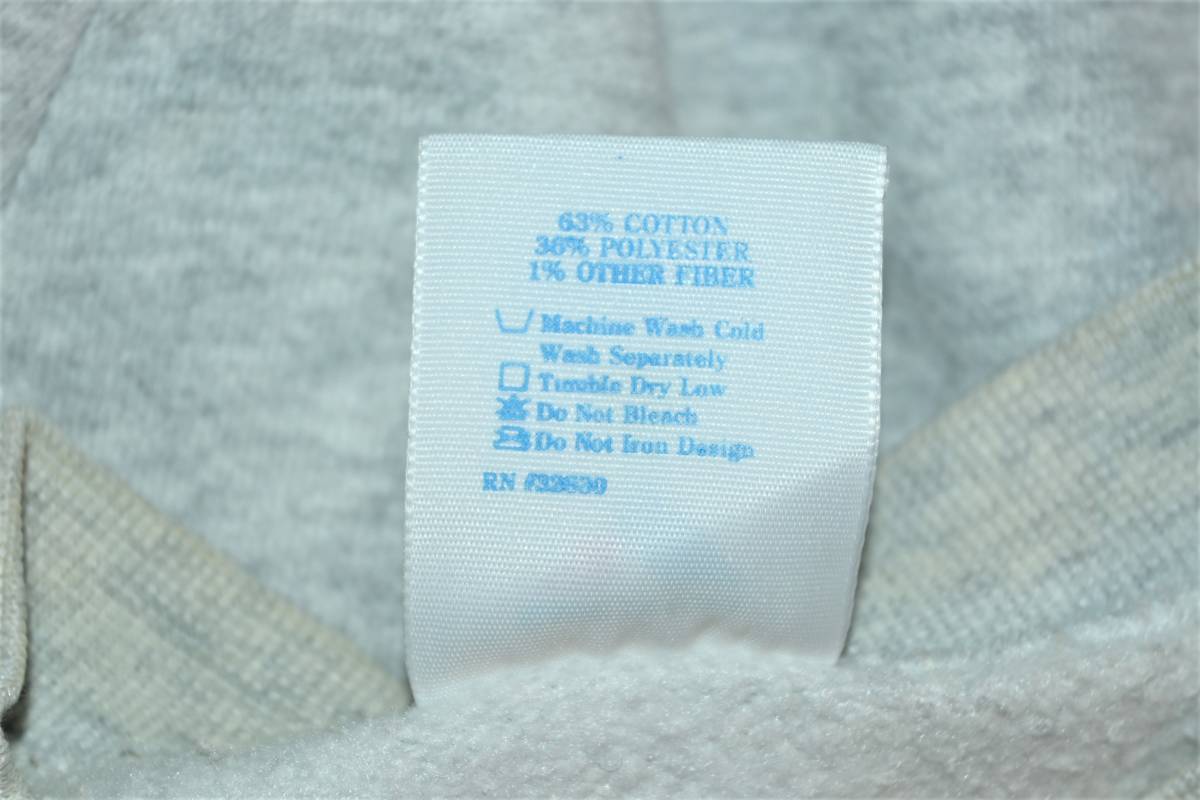 63% COTTON
36% POLYESTER
1% OTHER FIBER
Machine Wash Cold
Wash Separately
Tumble Dry Low
Do Not Bleach
Do Not Iron Design
RN